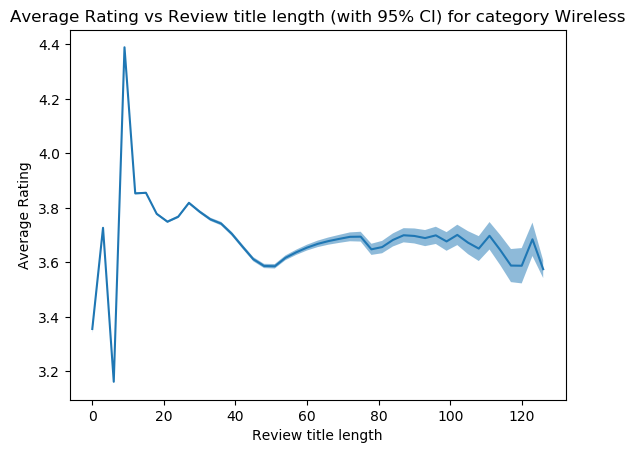 Average Rating vs Review title length (with 95% CI) for category Wireless
4.4
4.2
4.0
3.8
3.6
3.4
3.2
Average Rating
0 20 40 60 80 100 120
Review title length